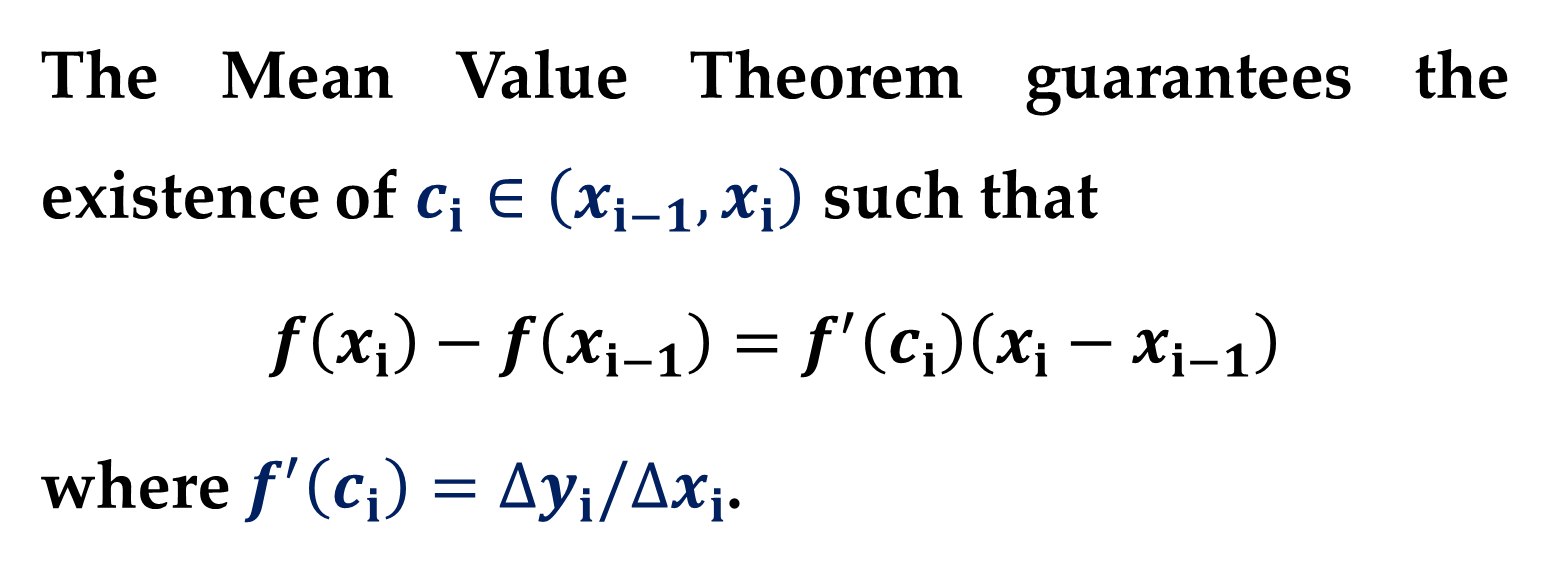 The Mean Value Theorem guarantees the
existence of cᵢ ∈ (xᵢ₋₁, xᵢ) such that
f(xᵢ) − f(xᵢ₋₁) = f′(cᵢ)(xᵢ − xᵢ₋₁)
where f′(cᵢ) = Δyᵢ/Δxᵢ.